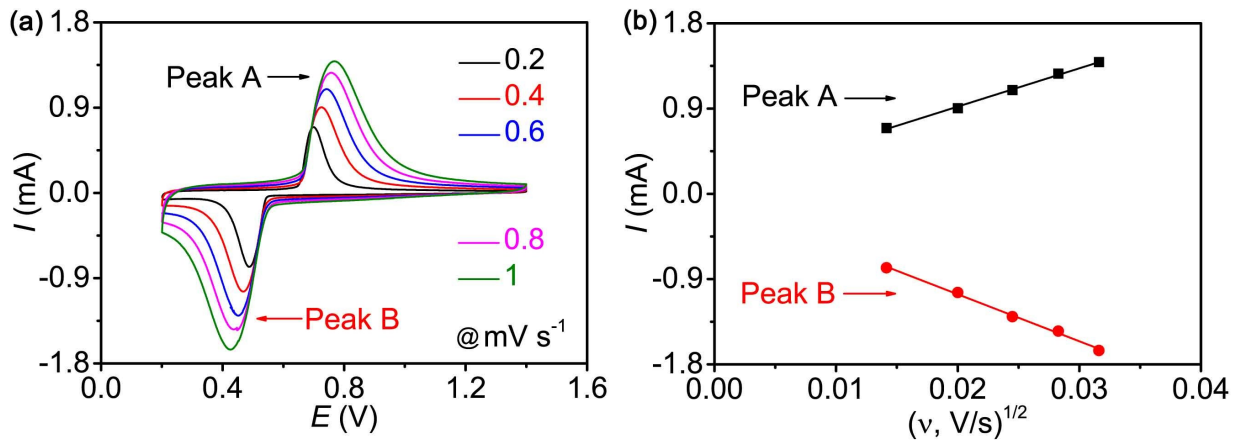 (a)
1.8
0.9
0.0
-0.9
-1.8
I (mA)
Peak A
0.2
0.4
0.6
0.8
1
Peak B
@mV s⁻¹
0.0
0.4
0.8
1.2
1.6
E (V)
(b)
1.8
0.9
0.0
-0.9
-1.8
I (mA)
Peak A
Peak B
0.00
0.01
0.02
0.03
0.04
(ν, V/s)¹/²